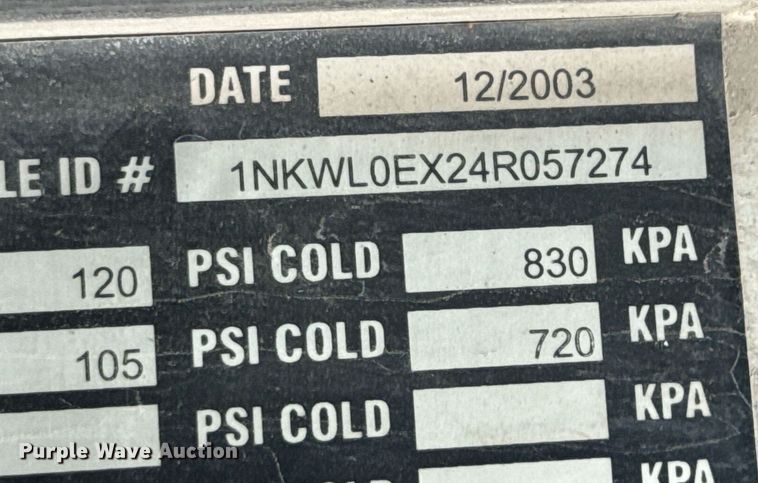 DATE 12/2003
LE ID # 1NKWL0EX24R057274
120 PSI COLD 830 KPA
105 PSI COLD 720 KPA
PSI COLD KPA
KPA
Purple Wave Auction